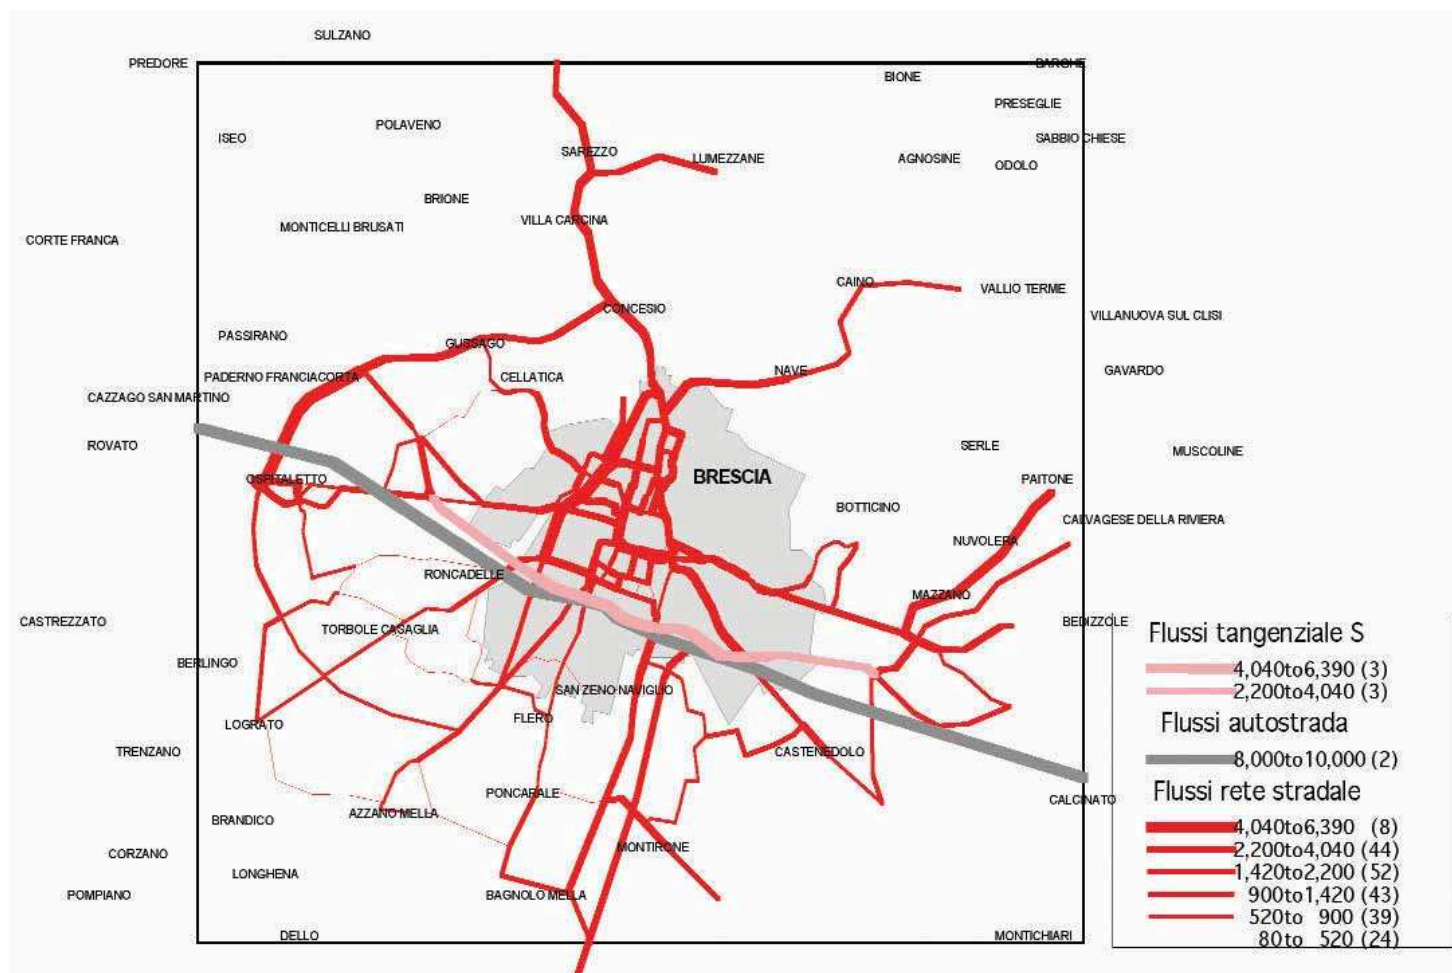 SULZANO
PREDORE
BARGHE
BIONE
PRESEGLIE
POLAVENO
ISEO
SABBIO CHIESE
SAREZZO
LUMEZZANE
AGNOSINE
ODOLO
BRIONE
VILLA CARCINA
MONTICELLI BRUSATI
CORTE FRANCA
CAINO
VALLIO TERME
CONCESIO
VILLANUOVA SUL CLISI
PASSIRANO
GUSSAGO
NAVE
GAVARDO
PADERNO FRANCIACORTA
CELLATICA
CAZZAGO SAN MARTINO
ROVATO
SERLE
MUSCOLINE
BRESCIA
OSPITALETTO
PAITONE
BOTTICINO
CALVAGESE DELLA RIVIERA
NUVOLERA
RONCADELLE
MAZZANO
CASTREZZATO
TORBOLE CASAGLIA
BEDIZZOLE
BERLINGO
SAN ZENO NAVIGLIO
LOGRATO
FLERO
TRENZANO
CASTENEDOLO
PONCARALE
CALCINATO
BRANDICO
AZZANO MELLA
CORZANO
MONTIRONE
LONGHENA
POMPIANO
BAGNOLO MELLA
DELLO
MONTICHIARI
Flussi tangenziale S
4,040to6,390 (3)
2,200to4,040 (3)
Flussi autostrada
8,000to10,000 (2)
Flussi rete stradale
4,040to6,390 (8)
2,200to4,040 (44)
1,420to2,200 (52)
900to1,420 (43)
520to 900 (39)
80to 520 (24)